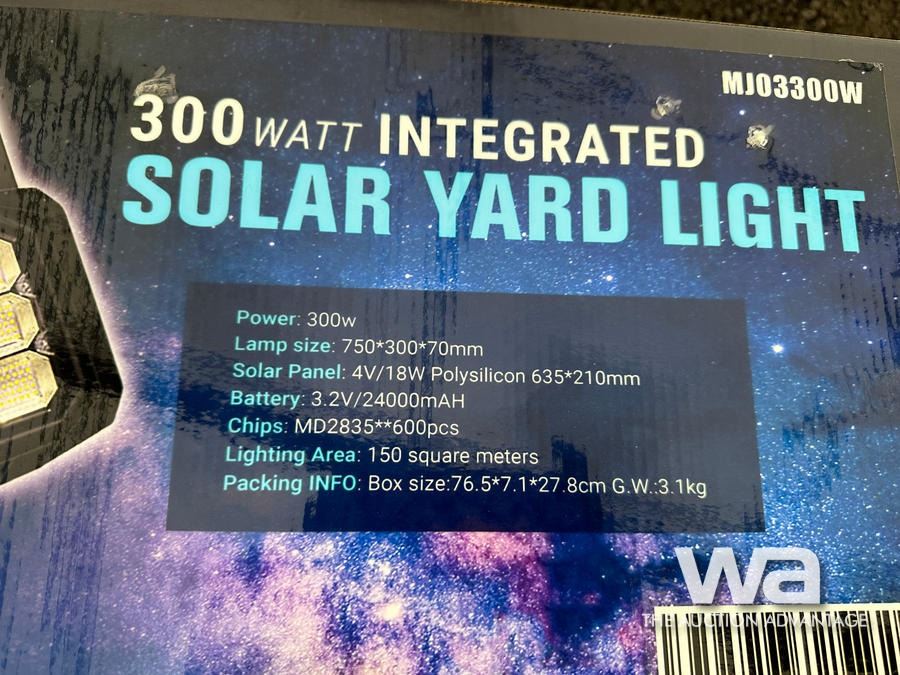 MJ03300W
300 WATT INTEGRATED
SOLAR YARD LIGHT
Power: 300w
Lamp size: 750*300*70mm
Solar Panel: 4V/18W Polysilicon 635*210mm
Battery: 3.2V/24000mAH
Chips: MD2835**600pcs
Lighting Area: 150 square meters
Packing INFO: Box size:76.5*7.1*27.8cm G.W.:3.1kg
wa
THE AUCTION ADVANTAGE